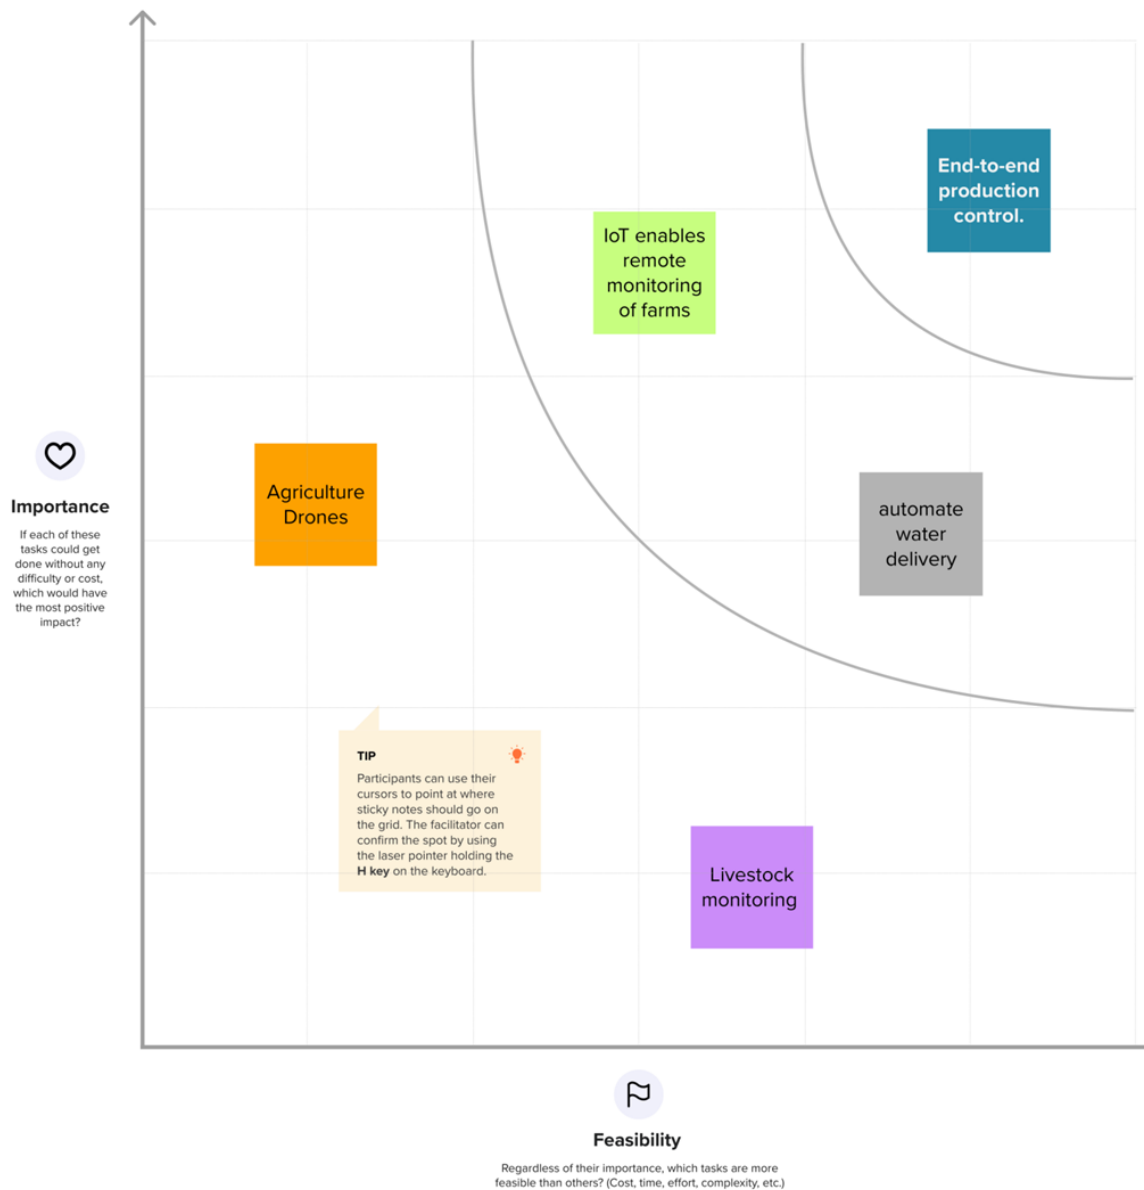 End-to-end
production
control.
IoT enables
remote
monitoring
of farms
Agriculture
Drones
automate
water
delivery
Importance
If each of these
tasks could get
done without any
difficulty or cost,
which would have
the most positive
impact?
TIP
Participants can use their
cursors to point at where
sticky notes should go on
the grid. The facilitator can
confirm the spot by using
the laser pointer holding the
H key on the keyboard.
Livestock
monitoring
Feasibility
Regardless of their importance, which tasks are more
feasible than others? (Cost, time, effort, complexity, etc.)